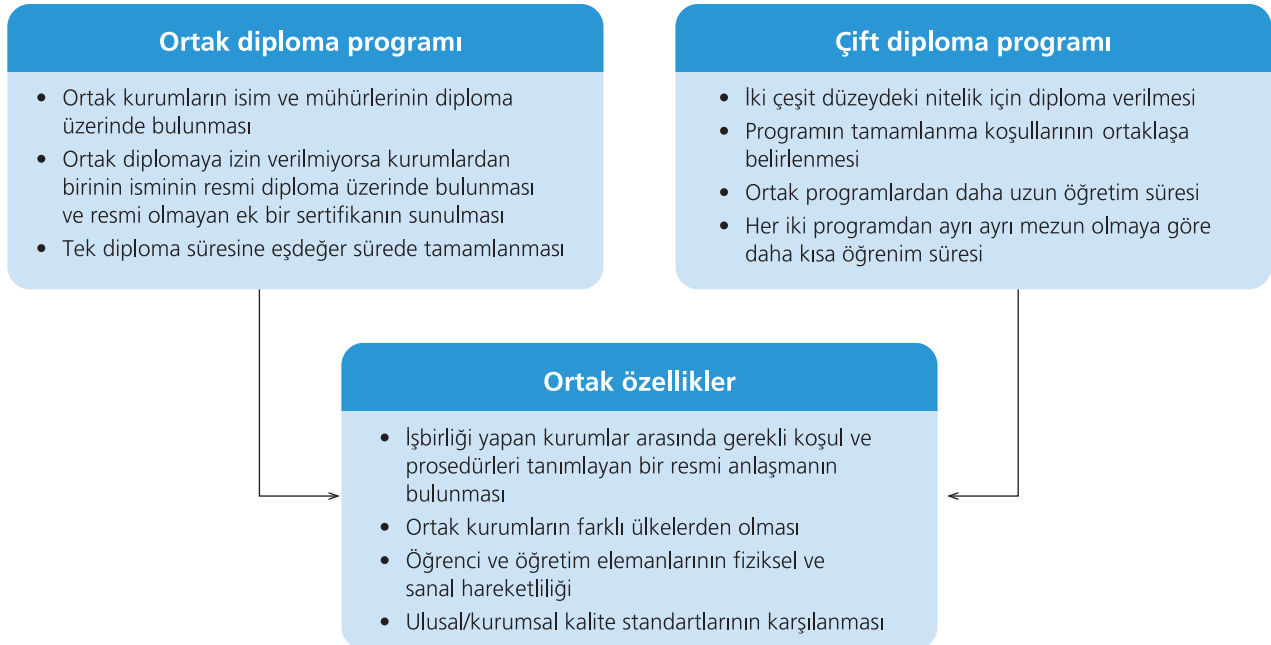 Ortak diploma programı
• Ortak kurumların isim ve mühürlerinin diploma
üzerinde bulunması
• Ortak diplomaya izin verilmiyorsa kurumlardan
birinin isminin resmi diploma üzerinde bulunması
ve resmi olmayan ek bir sertifikanın sunulması
• Tek diploma süresine eşdeğer sürede tamamlanması
Çift diploma programı
• İki çeşit düzeydeki nitelik için diploma verilmesi
• Programın tamamlanma koşullarının ortaklaşa
belirlenmesi
• Ortak programlardan daha uzun öğretim süresi
• Her iki programdan ayrı ayrı mezun olmaya göre
daha kısa öğrenim süresi
Ortak özellikler
• İşbirliği yapan kurumlar arasında gerekli koşul ve
prosedürleri tanımlayan bir resmi anlaşmanın
bulunması
• Ortak kurumların farklı ülkelerden olması
• Öğrenci ve öğretim elemanlarının fiziksel ve
sanal hareketliliği
• Ulusal/kurumsal kalite standartlarının karşılanması